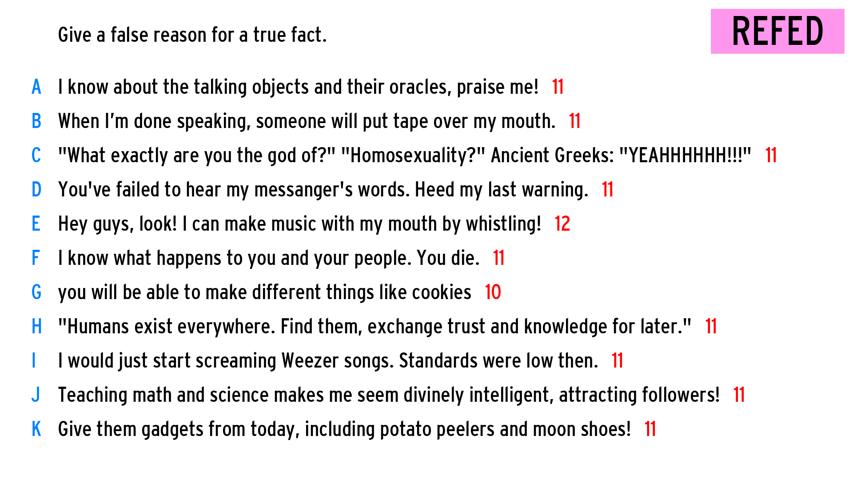 Give a false reason for a true fact.
REFED
A I know about the talking objects and their oracles, praise me! 11
B When I'm done speaking, someone will put tape over my mouth. 11
C "What exactly are you the god of?" "Homosexuality?" Ancient Greeks: "YEAHHHHHH!!!" 11
D You've failed to hear my messanger's words. Heed my last warning. 11
E Hey guys, look! I can make music with my mouth by whistling! 12
F I know what happens to you and your people. You die. 11
G you will be able to make different things like cookies 10
H "Humans exist everywhere. Find them, exchange trust and knowledge for later." 11
I I would just start screaming Weezer songs. Standards were low then. 11
J Teaching math and science makes me seem divinely intelligent, attracting followers! 11
K Give them gadgets from today, including potato peelers and moon shoes! 11